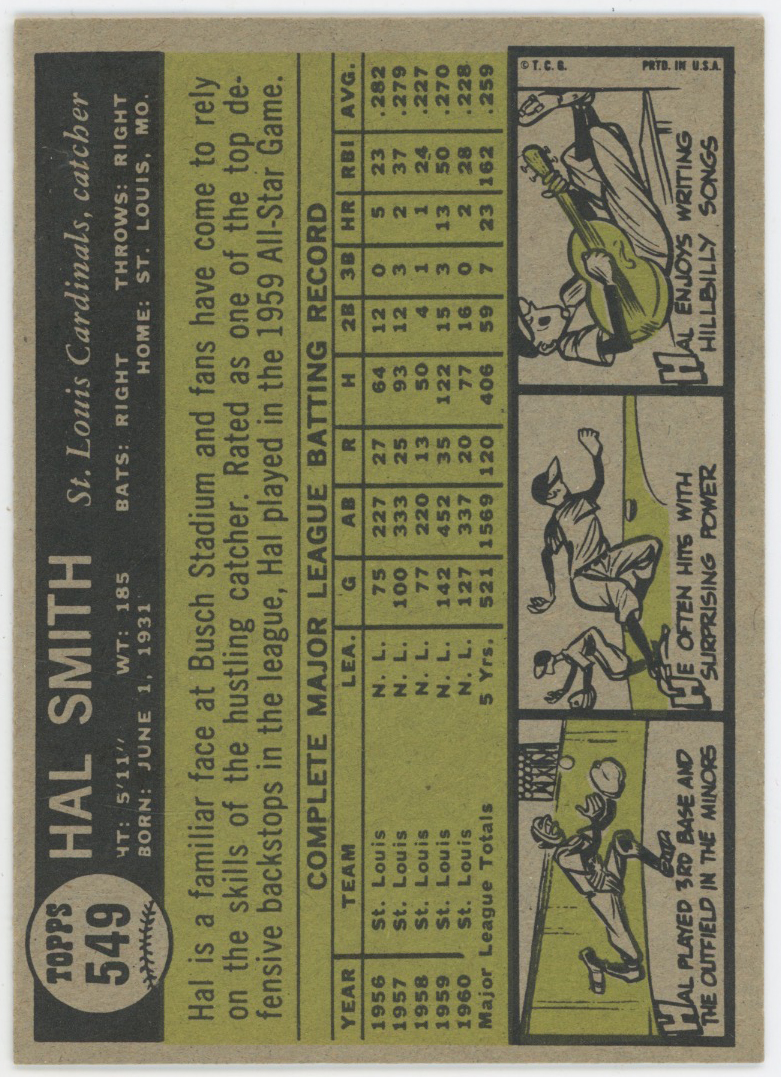 TOPPS
549
HAL SMITH St. Louis Cardinals, catcher
HT: 5'11" WT: 185 BATS: RIGHT THROWS: RIGHT
BORN: JUNE 1, 1931 HOME: ST. LOUIS, MO.
Hal is a familiar face at Busch Stadium and fans have come to rely
on the skills of the hustling catcher. Rated as one of the top de-
fensive backstops in the league, Hal played in the 1959 All-Star Game.
COMPLETE MAJOR LEAGUE BATTING RECORD
YEAR TEAM LEA. G AB R H 2B 3B HR RBI AVG.
1956 St. Louis N. L. 75 227 27 64 12 0 5 23 .282
1957 St. Louis N. L. 100 333 25 93 12 3 2 37 .279
1958 St. Louis N. L. 77 220 13 50 4 1 1 24 .227
1959 St. Louis N. L. 142 452 35 122 15 3 13 50 .270
1960 St. Louis N. L. 127 337 20 77 16 0 2 28 .228
Major League Totals 5 Yrs. 521 1569 120 406 59 7 23 162 .259
HAL PLAYED 3RD BASE AND
THE OUTFIELD IN THE MINORS
HE OFTEN HITS WITH
SURPRISING POWER
HAL ENJOYS WRITING
HILLBILLY SONGS
© T. C. G. PRTD. IN U.S.A.